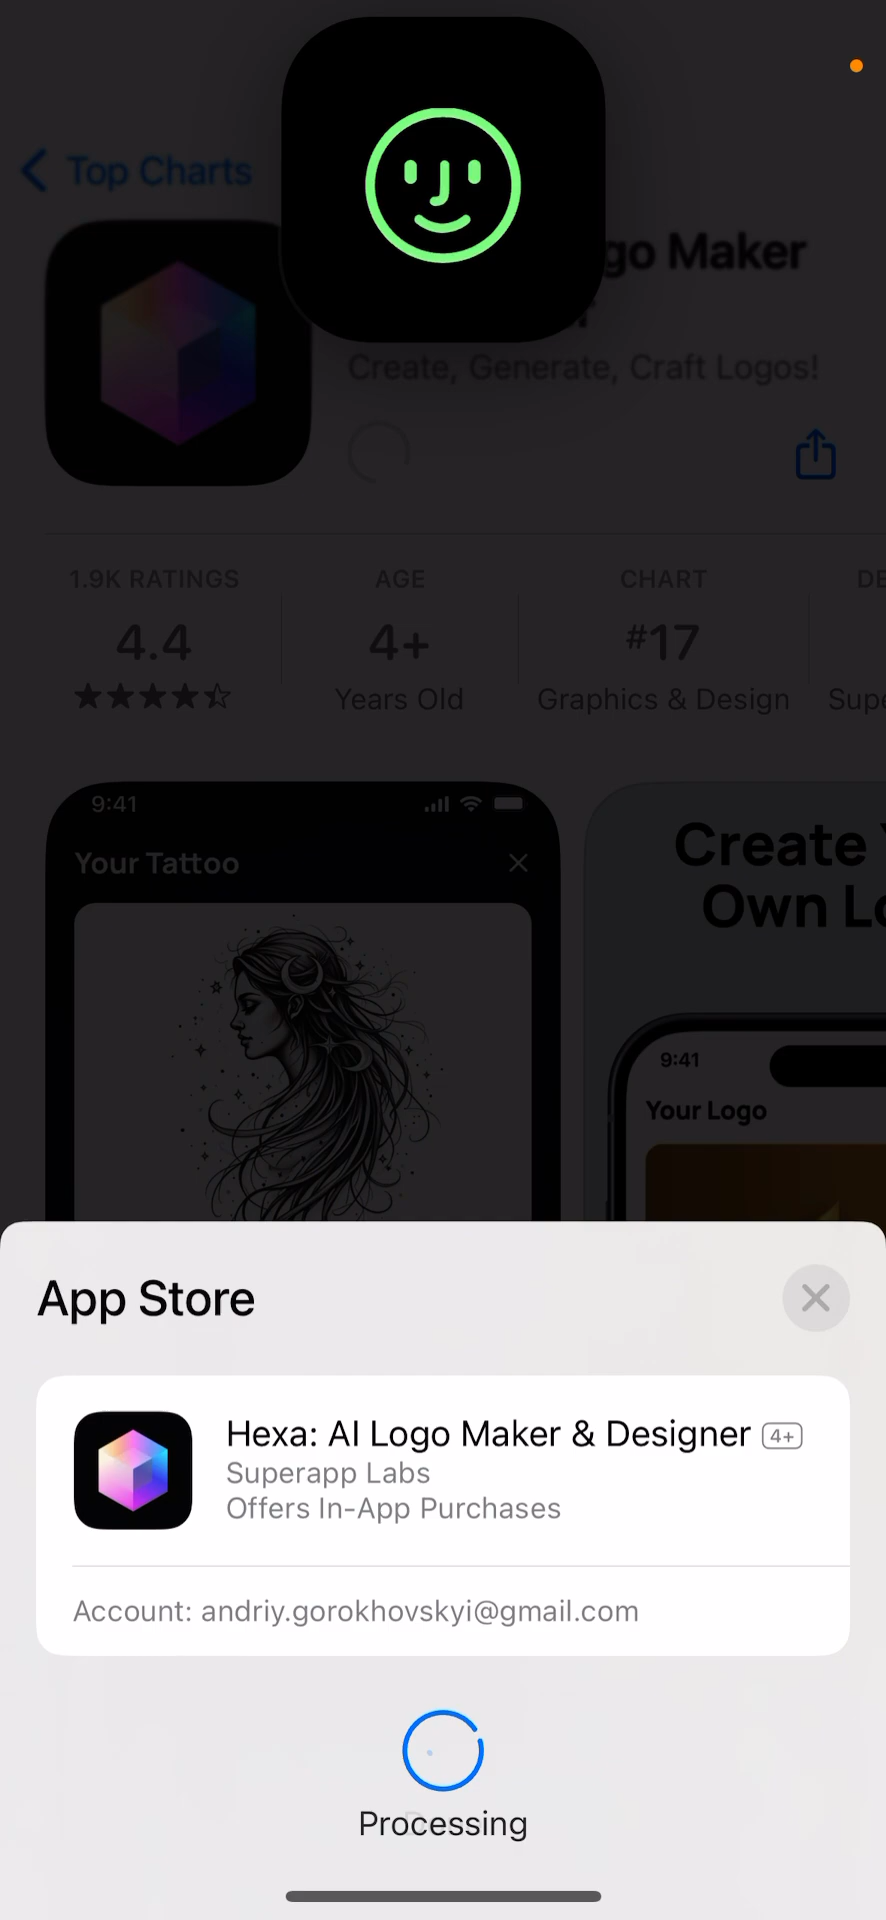 Top Charts
go Maker
Create, Generate, Craft Logos!
1.9K RATINGS
4.4
AGE
4+
Years Old
CHART
#17
Graphics & Design
9:41
Your Tattoo
Create
Own
9:41
Your Logo
App Store
Hexa: AI Logo Maker & Designer 4+
Superapp Labs
Offers In-App Purchases
Account: andriy.gorokhovskyi@gmail.com
Processing